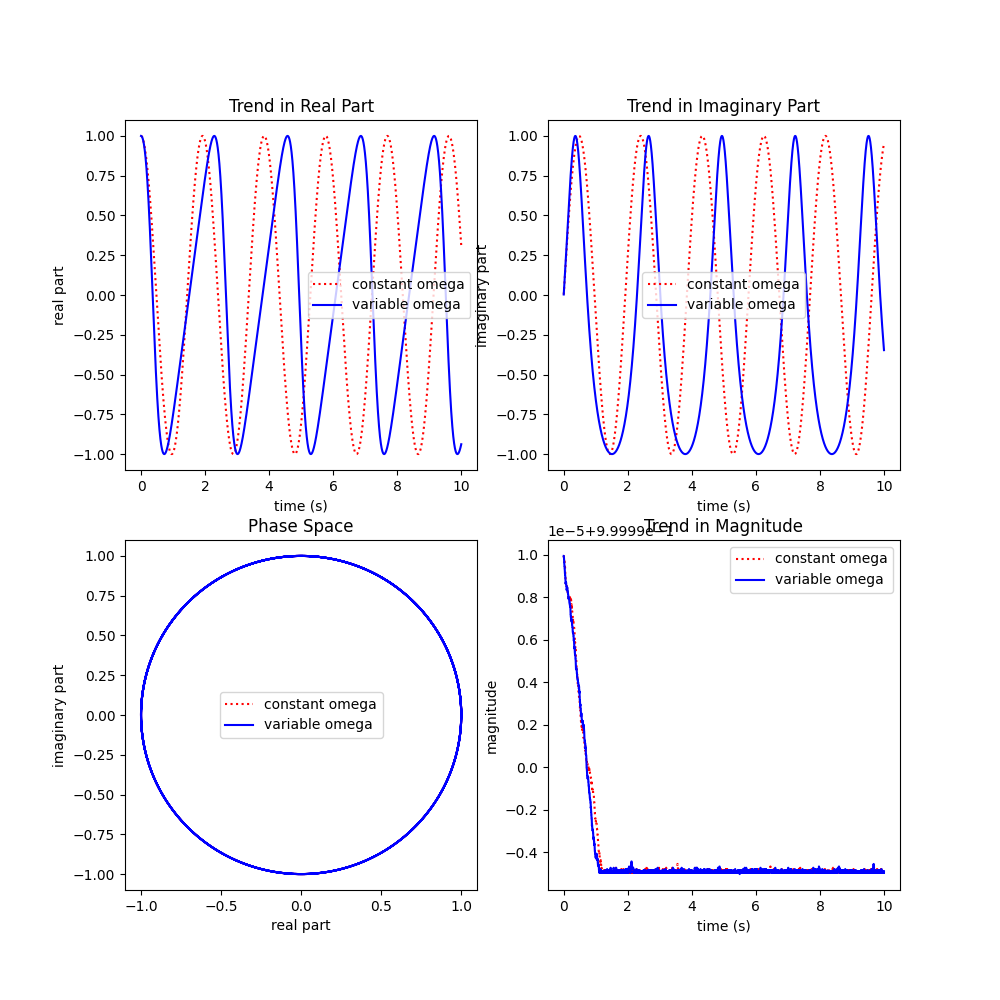 Trend in Real Part
1.00
0.75
0.50
0.25
0.00
−0.25
−0.50
−0.75
−1.00
real part
constant omega
variable omega
0 2 4 6 8 10
time (s)
Trend in Imaginary Part
1.00
0.75
0.50
0.25
0.00
−0.25
−0.50
−0.75
−1.00
imaginary part
constant omega
variable omega
0 2 4 6 8 10
time (s)
Phase Space
1.00
0.75
0.50
0.25
0.00
−0.25
−0.50
−0.75
−1.00
imaginary part
constant omega
variable omega
−1.0 −0.5 0.0 0.5 1.0
real part
1e−5+9.9999e−1
Trend in Magnitude
1.0
0.8
0.6
0.4
0.2
0.0
−0.2
−0.4
magnitude
constant omega
variable omega
0 2 4 6 8 10
time (s)